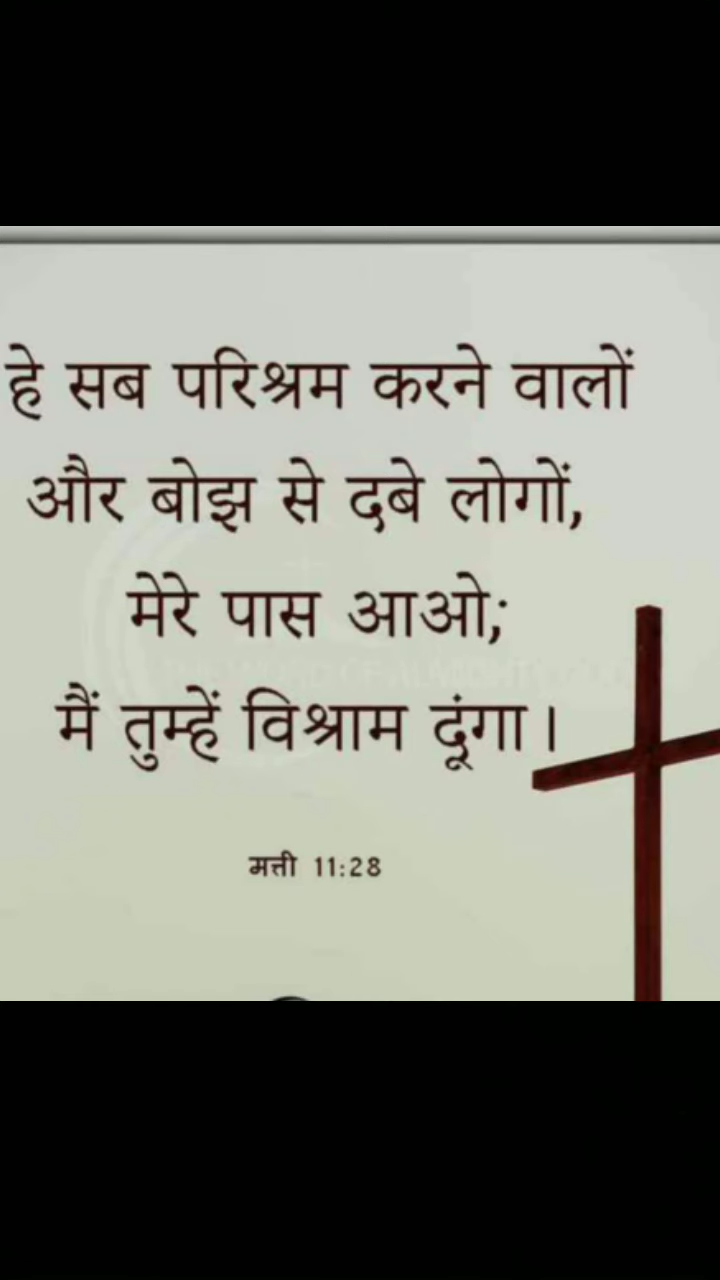 हे सब परिश्रम करने वालों
और बोझ से दबे लोगों,
मेरे पास आओ;
मैं तुम्हें विश्राम दूंगा।
मत्ती 11:28